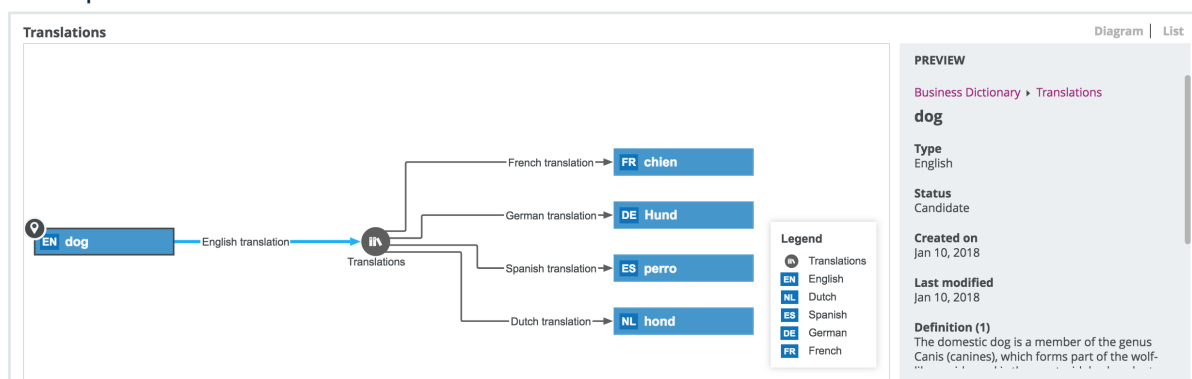 Translations
Diagram | List
French translation
FR chien
German translation
DE Hund
EN dog
English translation
Translations
Spanish translation
ES perro
Dutch translation
NL hond
Legend
Translations
EN English
NL Dutch
ES Spanish
DE German
FR French
PREVIEW
Business Dictionary ▸ Translations
dog
Type
English
Status
Candidate
Created on
Jan 10, 2018
Last modified
Jan 10, 2018
Definition (1)
The domestic dog is a member of the genus
Canis (canines), which forms part of the wolf-